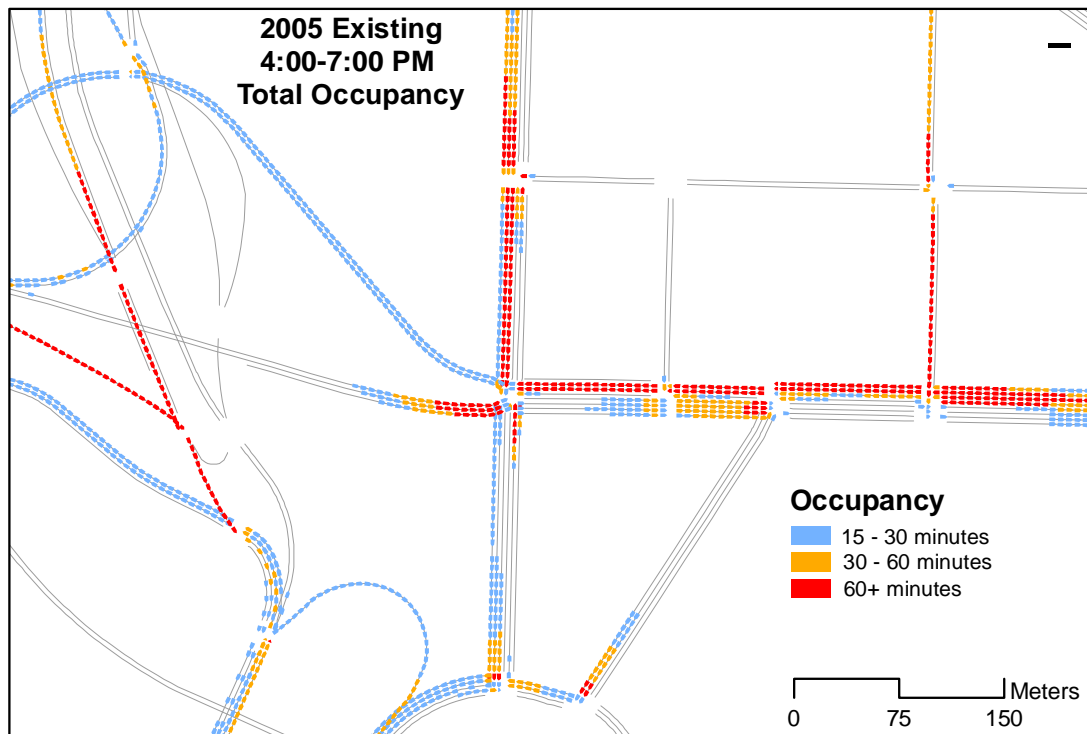 2005 Existing
4:00-7:00 PM
Total Occupancy
Occupancy
15 - 30 minutes
30 - 60 minutes
60+ minutes
Meters
0 75 150